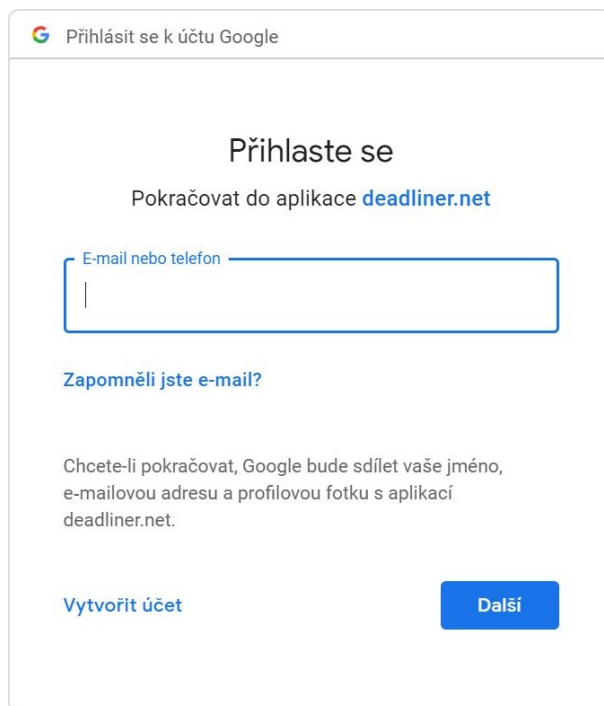 Přihlásit se k účtu Google
Přihlaste se
Pokračovat do aplikace deadliner.net
E-mail nebo telefon
Zapomněli jste e-mail?
Chcete-li pokračovat, Google bude sdílet vaše jméno,
e-mailovou adresu a profilovou fotku s aplikací
deadliner.net.
Vytvořit účet
Další